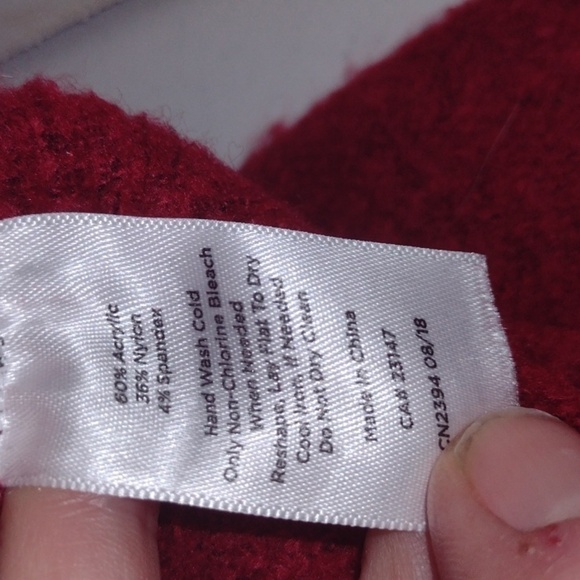 60% Acrylic
36% Nylon
4% Spandex
Hand Wash Cold
Only Non-Chlorine Bleach
When Needed
Reshape, Lay Flat To Dry
Cool Iron, If Needed
Do Not Dry Clean
Made In China
CA# 23147
CN2394 08/18